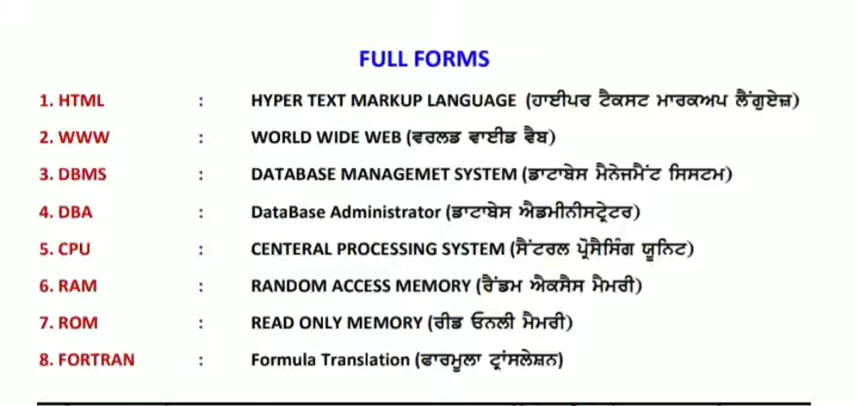 FULL FORMS
1. HTML : HYPER TEXT MARKUP LANGUAGE (ਹਾਈਪਰ ਟੈਕਸਟ ਮਾਰਕਅਪ ਲੈਂਗੁਏਜ਼)
2. WWW : WORLD WIDE WEB (ਵਰਲਡ ਵਾਈਡ ਵੈਬ)
3. DBMS : DATABASE MANAGEMET SYSTEM (ਡਾਟਾਬੇਸ ਮੈਨੇਜਮੈਂਟ ਸਿਸਟਮ)
4. DBA : DataBase Administrator (ਡਾਟਾਬੇਸ ਐਡਮੀਨੀਸਟ੍ਰੇਟਰ)
5. CPU : CENTERAL PROCESSING SYSTEM (ਸੈਂਟਰਲ ਪ੍ਰੋਸੈਸਿੰਗ ਯੂਨਿਟ)
6. RAM : RANDOM ACCESS MEMORY (ਰੈਂਡਮ ਐਕਸੈਸ ਮੈਮਰੀ)
7. ROM : READ ONLY MEMORY (ਰੀਡ ਓਨਲੀ ਮੈਮਰੀ)
8. FORTRAN : Formula Translation (ਫਾਰਮੂਲਾ ਟ੍ਰਾਂਸਲੇਸ਼ਨ)